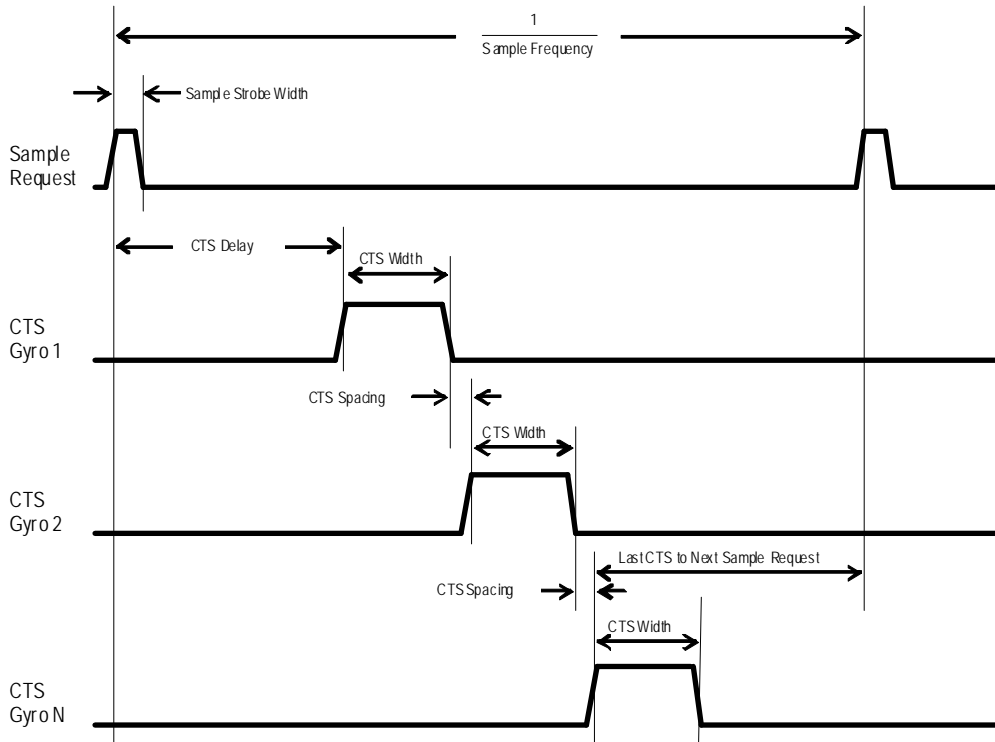 1
Sample Frequency
Sample Strobe Width
Sample
Request
CTS Delay
CTS Width
CTS
Gyro 1
CTS Spacing
CTS Width
CTS
Gyro 2
Last CTS to Next Sample Request
CTS Spacing
CTS Width
CTS
Gyro N